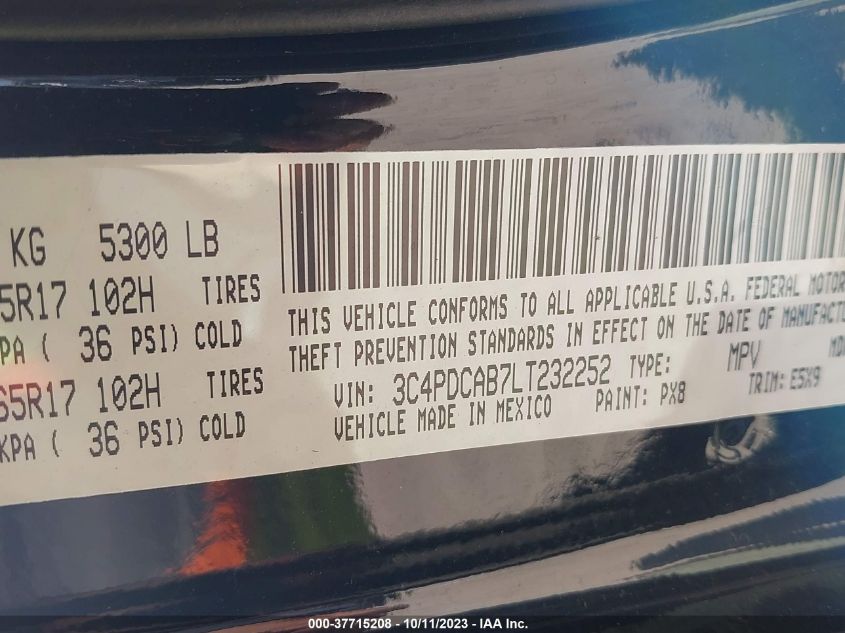 KG 5300 LB
5R17 102H TIRES
PA ( 36 PSI) COLD
65R17 102H TIRES
KPA ( 36 PSI) COLD
THIS VEHICLE CONFORMS TO ALL APPLICABLE U.S.A. FEDERAL MOTOR
THEFT PREVENTION STANDARDS IN EFFECT ON THE DATE OF MANUFACTU
VIN: 3C4PDCAB7LT232252 TYPE: MPV MD
VEHICLE MADE IN MEXICO PAINT: PX8 TRIM: E5X9
000-37715208 - 10/11/2023 - IAA Inc.